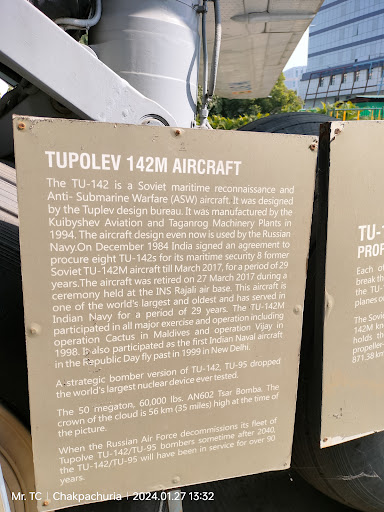 TUPOLEV 142M AIRCRAFT
The TU-142 is a Soviet maritime reconnaissance and
Anti- Submarine Warfare (ASW) aircraft. It was designed
by the Tuplev design bureau. It was manufactured by the
Kuibyshev Aviation and Taganrog Machinery Plants in
1994. The aircraft design even now is used by the Russian
Navy.On December 1984 India signed an agreement to
procure eight TU-142s for its maritime security 8 former
Soviet TU-142M aircraft till March 2017, for a period of 29
years.The aircraft was retired on 27 March 2017 during a
ceremony held at the INS Rajali air base. This aircraft is
one of the world's largest and oldest and has served in
Indian Navy for a period of 29 years. The TU-142M
participated in all major exercise and operation including
operation Cactus in Maldives and operation Vijay in
1998. It also participated as the first Indian Naval aircraft
in the Republic Day fly past in 1999 in New Delhi.
A strategic bomber version of TU-142, TU-95 dropped
the world's largest nuclear device ever tested.
The 50 megaton, 60,000 lbs. AN602 Tsar Bomba. The
crown of the cloud is 56 km (35 miles) high at the time of
the picture.
When the Russian Air Force decommissions its fleet of
Tupolve TU-142/TU-95 bombers sometime after 2040,
the TU-142/TU-95 will have been in service for over 90
years.
TU-1
PROP
Each of
break th
the TU-
planes o
The Sovi
TU-142M
holds th
propelle
871.38 km
Mr. TC | Chakpachuria | 2024.01.27 13:32